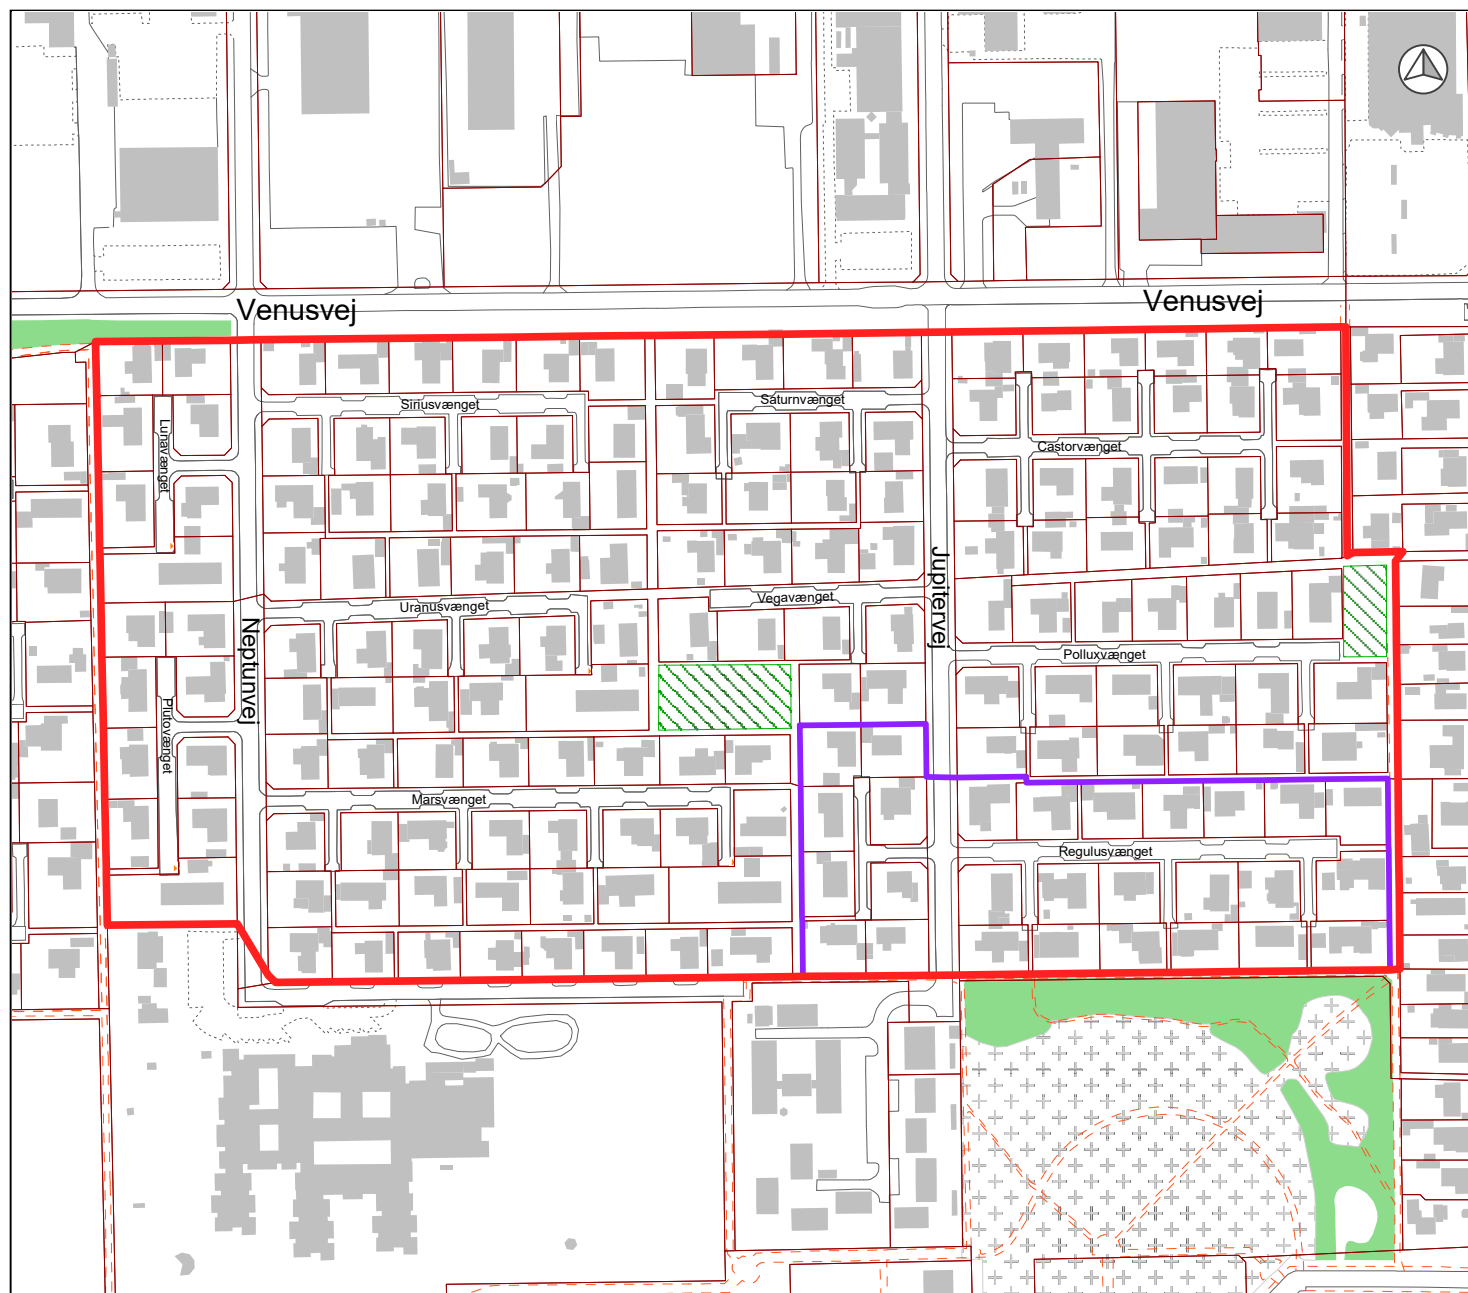 Venusvej
Venusvej
Siriusvænget
Saturnvænget
Lunavænget
Castorvænget
Jupitervej
Uranusvænget
Vegavænget
Neptunvej
Polluxvænget
Plutovænget
Marsvænget
Regulusvænget